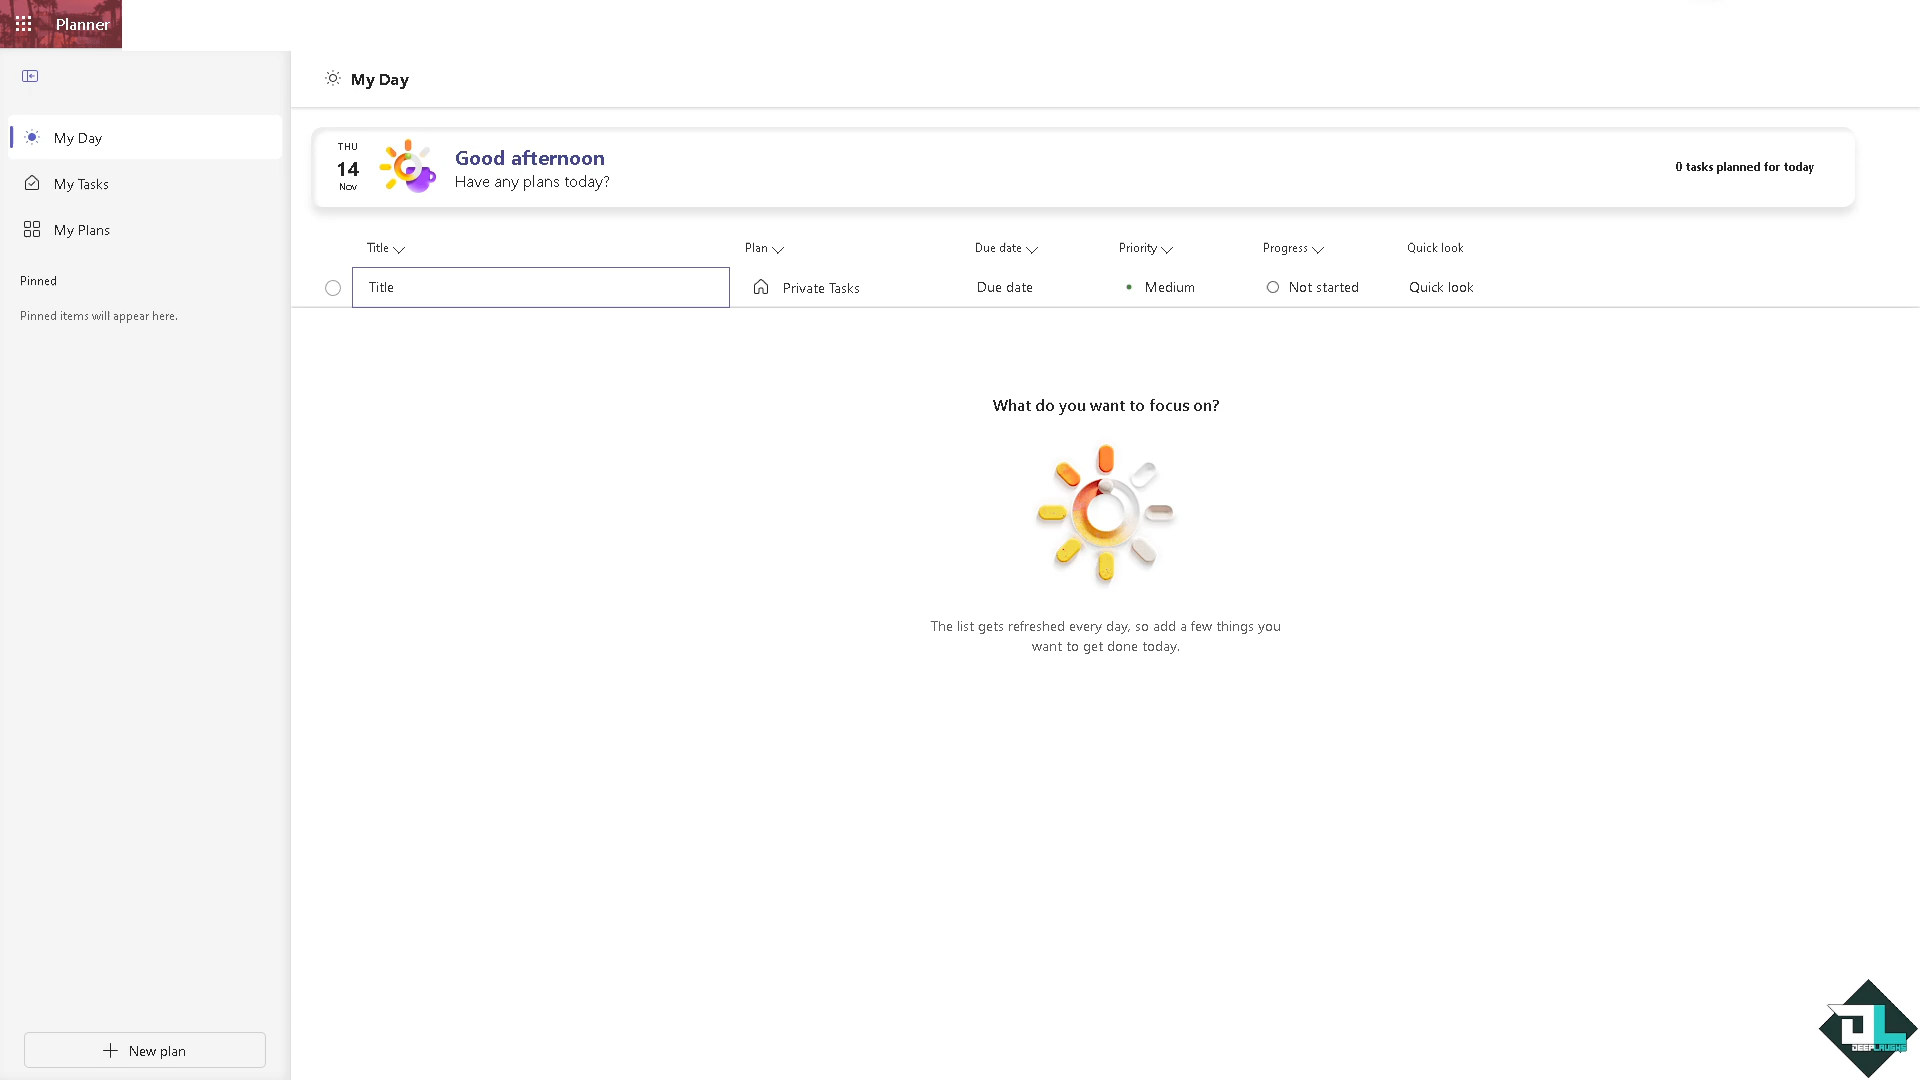 Planner
My Day
My Day
My Tasks
My Plans
Pinned
Pinned items will appear here.
THU
14
Nov
Good afternoon
Have any plans today?
0 tasks planned for today
Title Plan Due date Priority Progress Quick look
Title Private Tasks Due date Medium Not started Quick look
What do you want to focus on?
The list gets refreshed every day, so add a few things you
want to get done today.
New plan
DL
DEEPLAUGHS